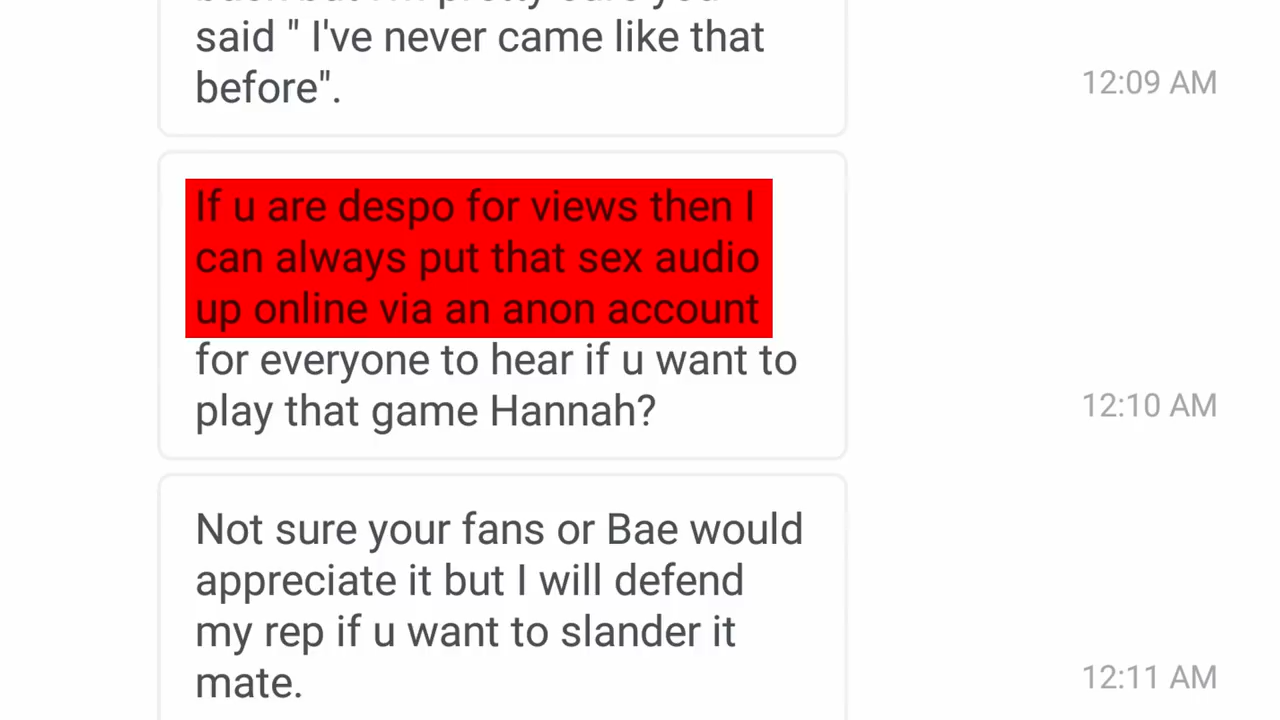 said " I've never came like that
before".
12:09 AM
If u are despo for views then I
can always put that sex audio
up online via an anon account
for everyone to hear if u want to
play that game Hannah?
12:10 AM
Not sure your fans or Bae would
appreciate it but I will defend
my rep if u want to slander it
mate.
12:11 AM